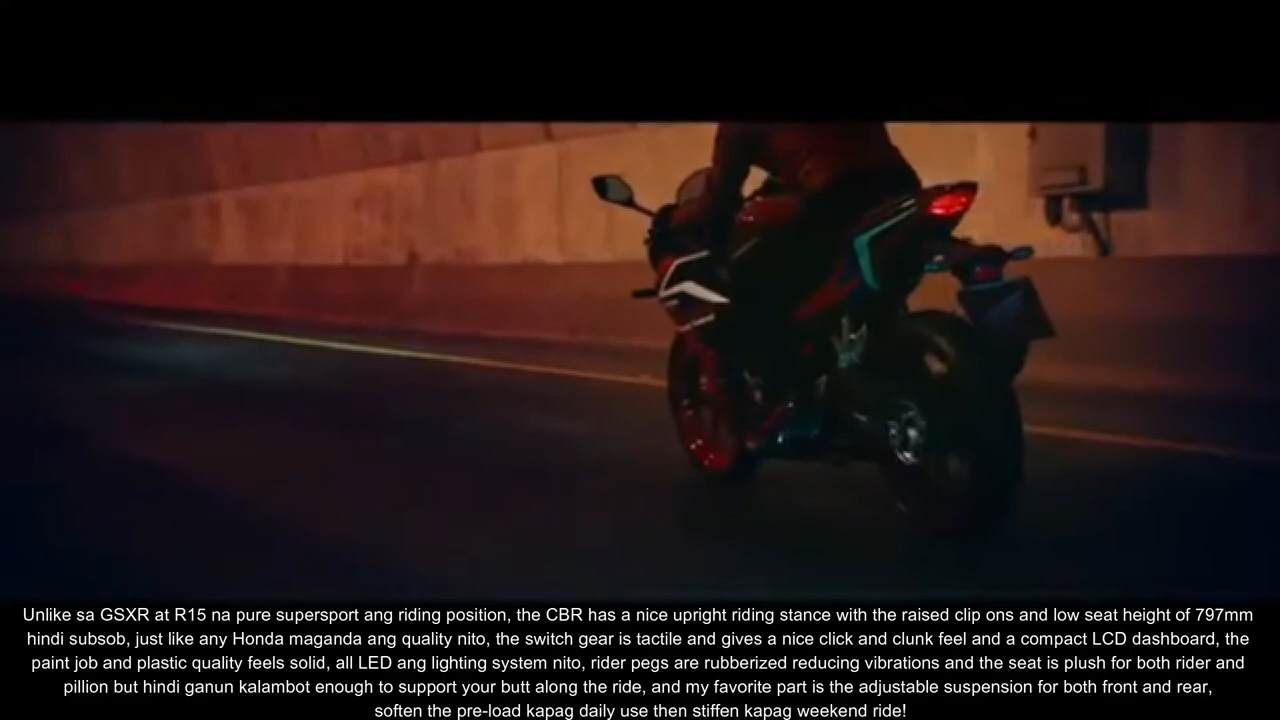 Unlike sa GSXR at R15 na pure supersport ang riding position, the CBR has a nice upright riding stance with the raised clip ons and low seat height of 797mm
hindi subsob, just like any Honda maganda ang quality nito, the switch gear is tactile and gives a nice click and clunk feel and a compact LCD dashboard, the
paint job and plastic quality feels solid, all LED ang lighting system nito, rider pegs are rubberized reducing vibrations and the seat is plush for both rider and
pillion but hindi ganun kalambot enough to support your butt along the ride, and my favorite part is the adjustable suspension for both front and rear,
soften the pre-load kapag daily use then stiffen kapag weekend ride!